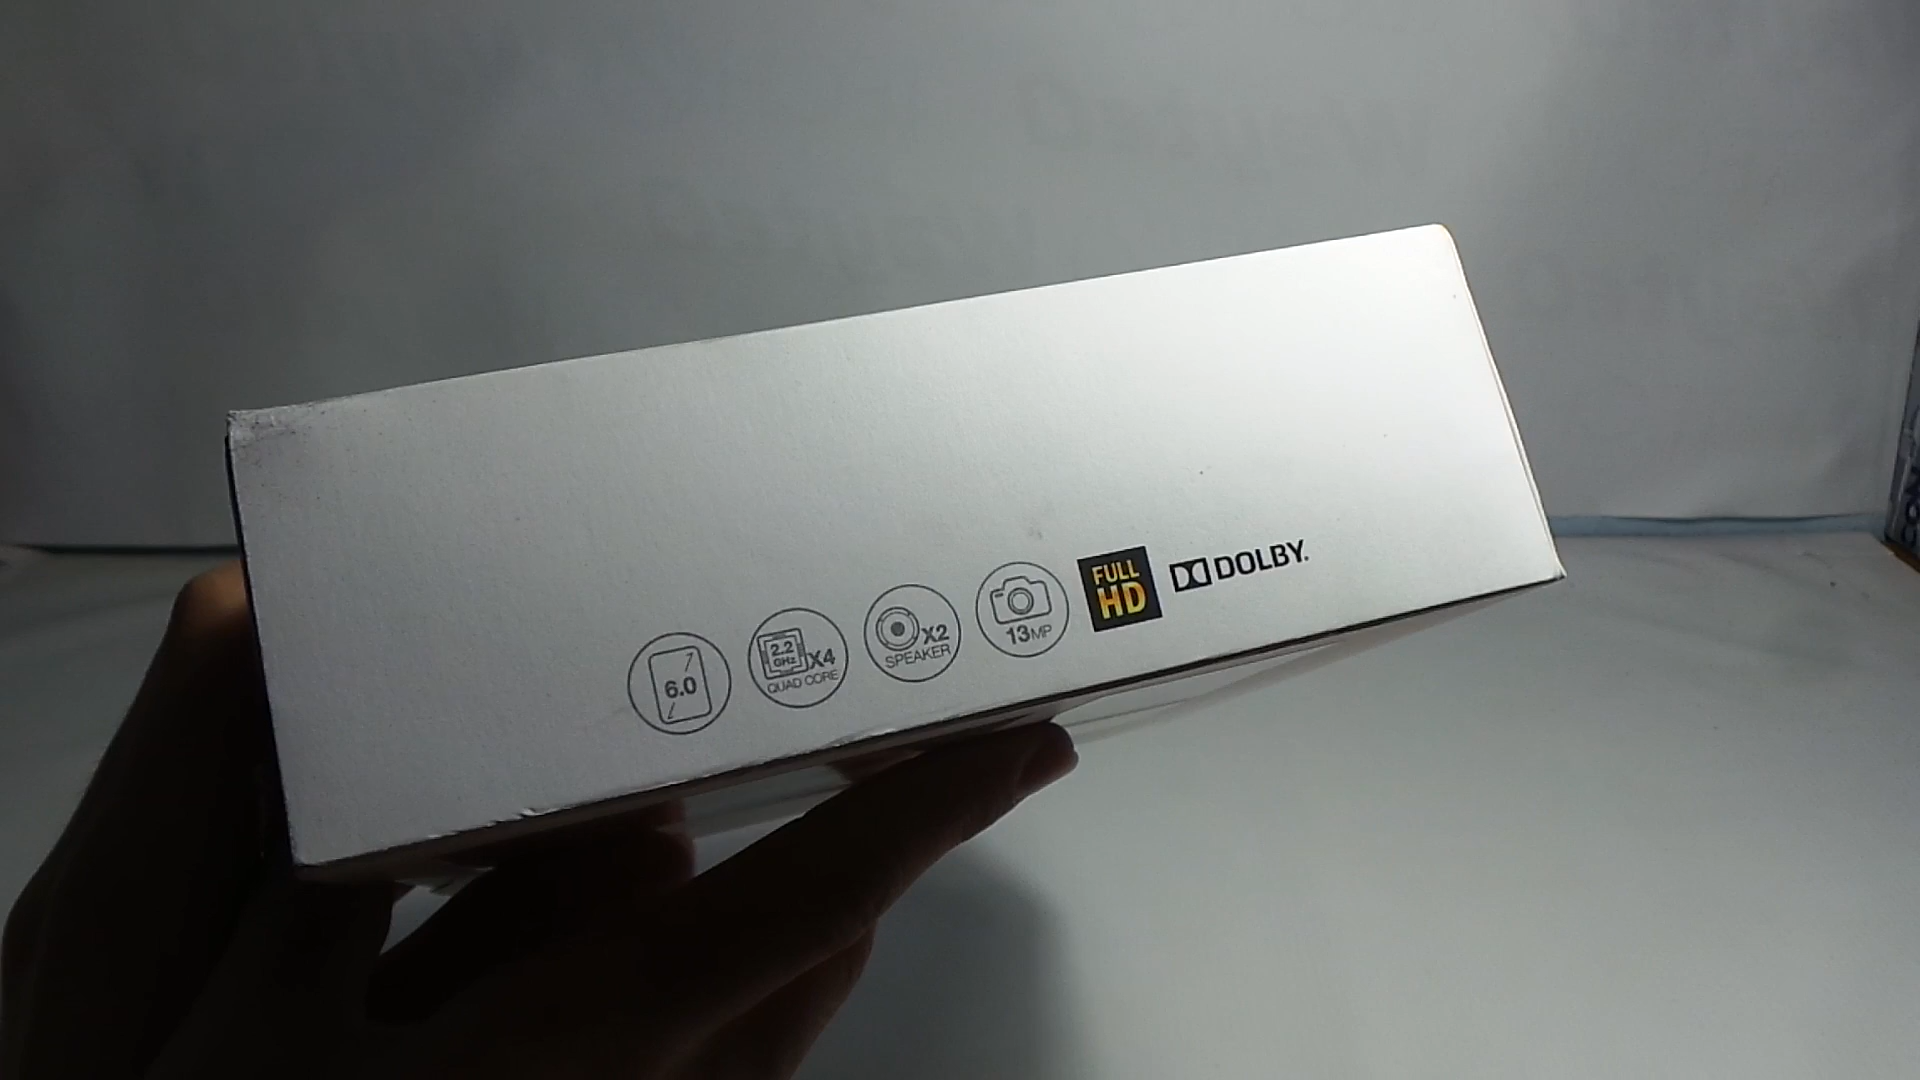 6.0
2.2
GHz X4
QUAD CORE
X2
SPEAKER
13MP
FULL
HD
DOLBY.